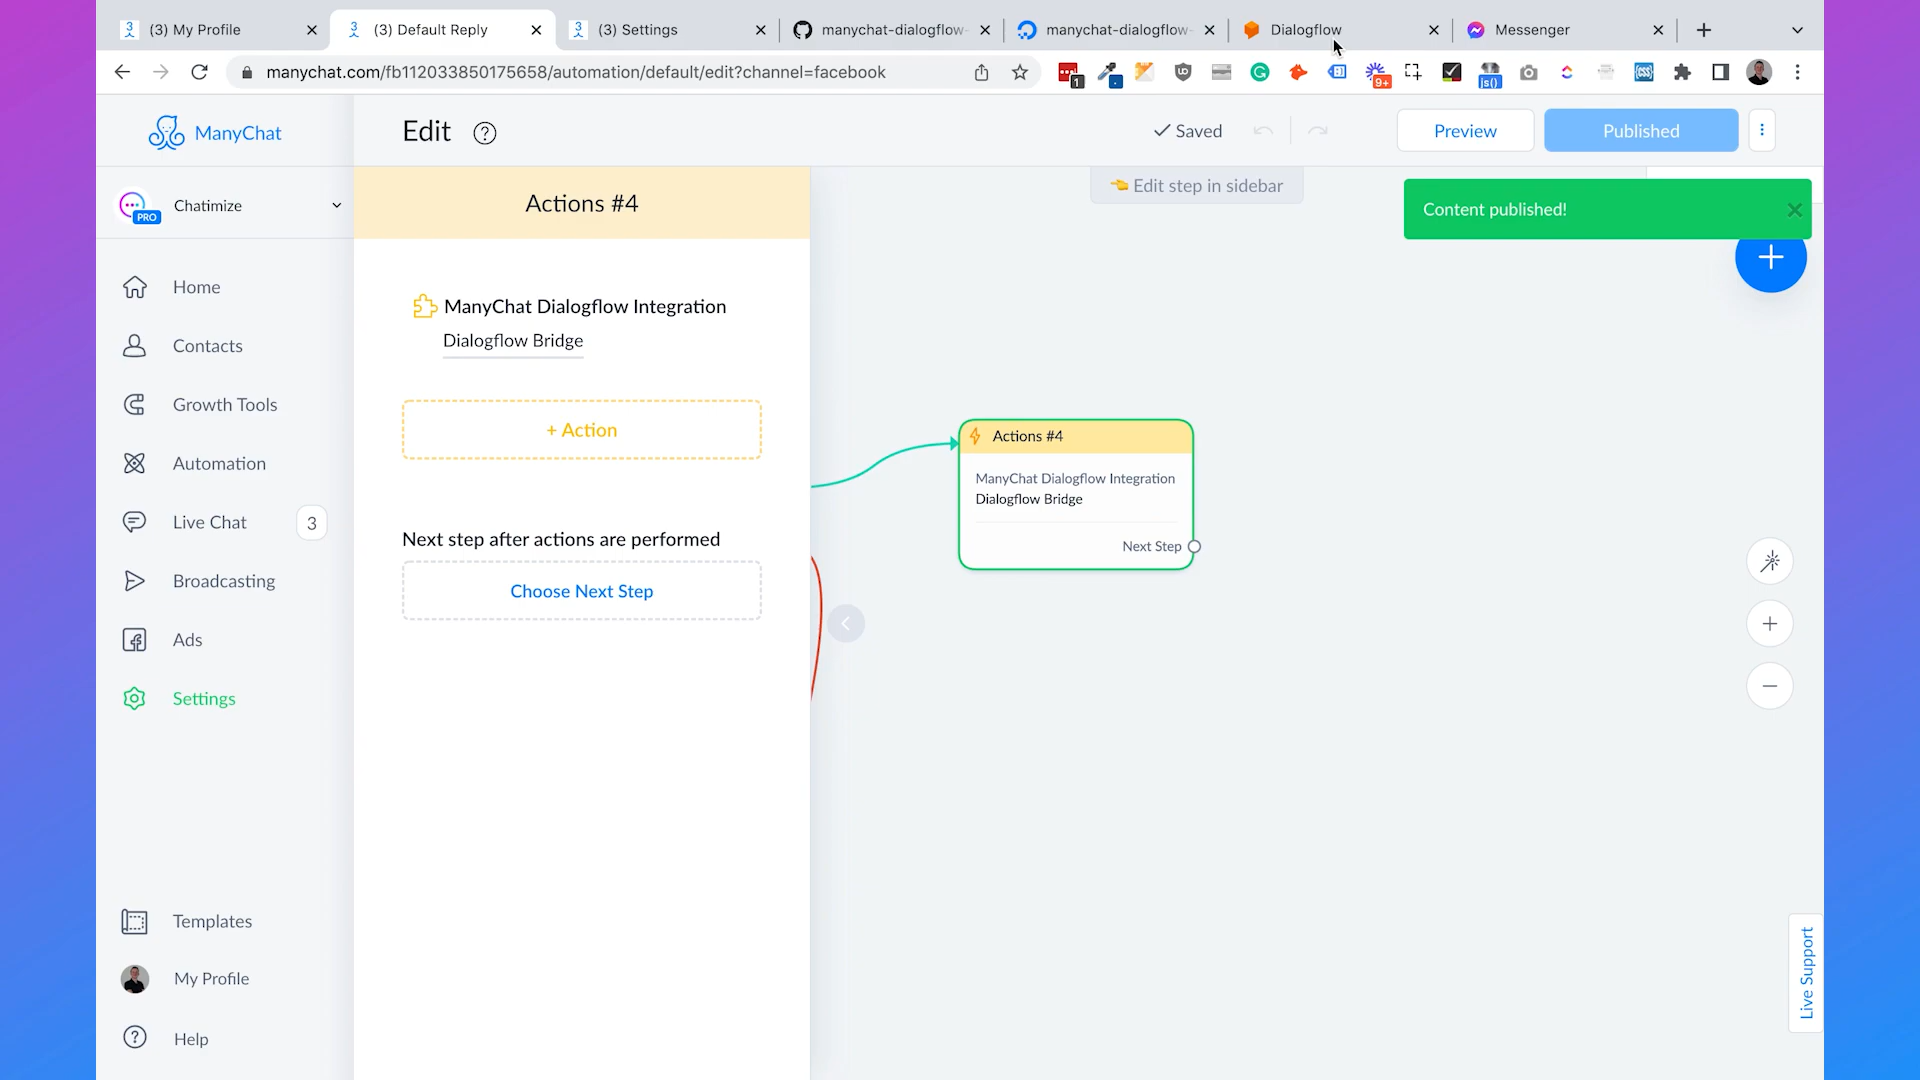 (3) My Profile
(3) Default Reply
(3) Settings
manychat-dialogflow-
manychat-dialogflow-
Dialogflow
Messenger
manychat.com/fb112033850175658/automation/default/edit?channel=facebook
1
9+
js()
CSS
ManyChat
Edit
?
Saved
Preview
Published
Chatimize
PRO
Actions #4
Edit step in sidebar
Content published!
Home
Contacts
Growth Tools
Automation
Live Chat
3
Broadcasting
Ads
Settings
Templates
My Profile
Help
ManyChat Dialogflow Integration
Dialogflow Bridge
+ Action
Next step after actions are performed
Choose Next Step
Actions #4
ManyChat Dialogflow Integration
Dialogflow Bridge
Next Step
Live Support